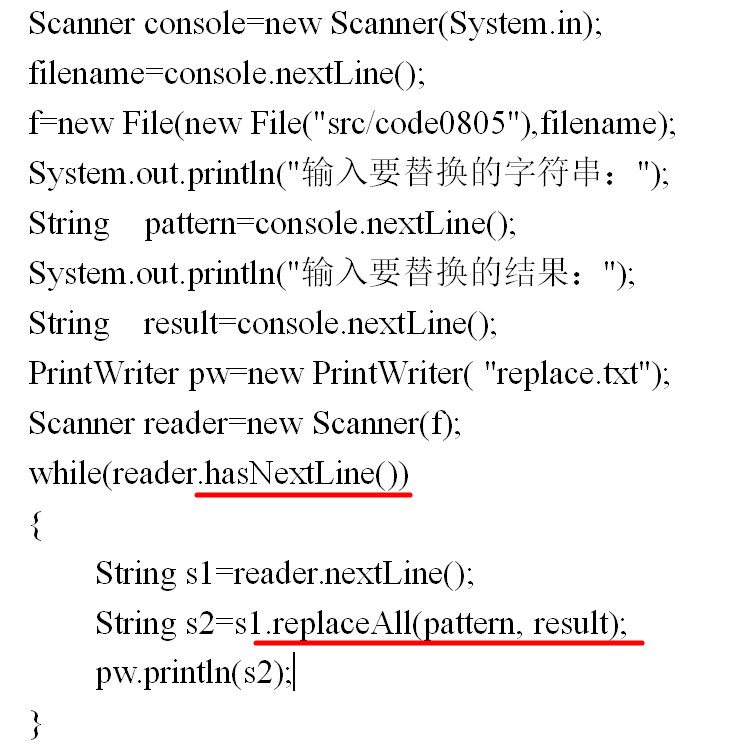 Scanner console=new Scanner(System.in);
filename=console.nextLine();
f=new File(new File("src/code0805"),filename);
System.out.println("输入要替换的字符串：");
String    pattern=console.nextLine();
System.out.println("输入要替换的结果：");
String    result=console.nextLine();
PrintWriter pw=new PrintWriter( "replace.txt");
Scanner reader=new Scanner(f);
while(reader.hasNextLine())
{
String s1=reader.nextLine();
String s2=s1.replaceAll(pattern, result);
pw.println(s2);
}